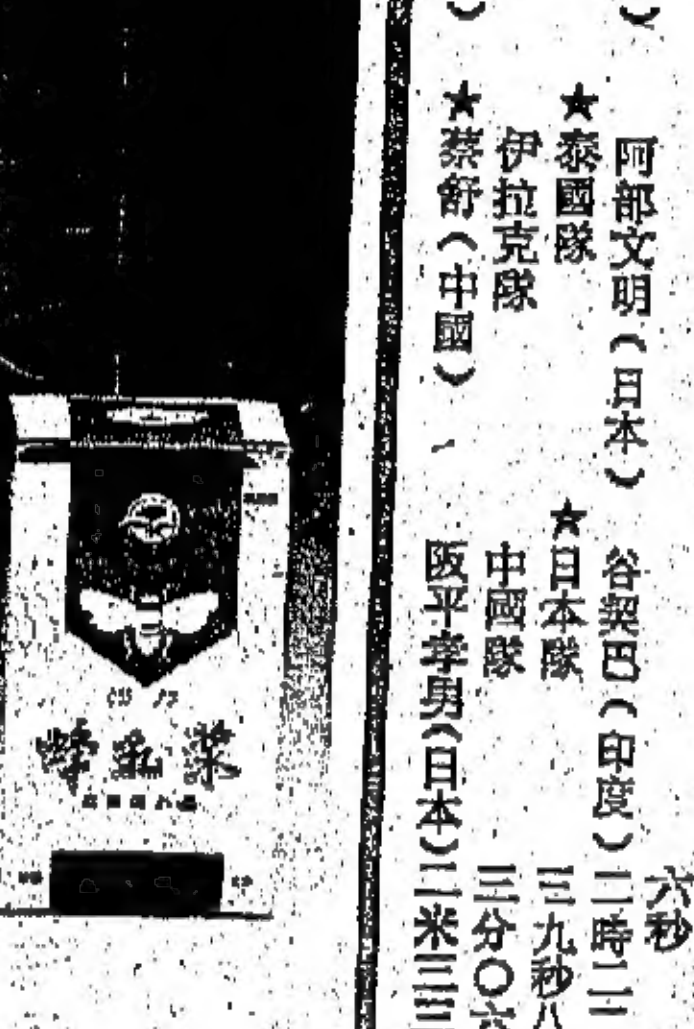 六秒
） 阿部文明（日本） 谷契巴（印度）二時二
★泰國隊 ★日本隊 三九秒八
伊拉克隊 中國隊 三分〇六
） ★蔡舒（中國） 阪平孝男（日本）二米三
蜂乳浆